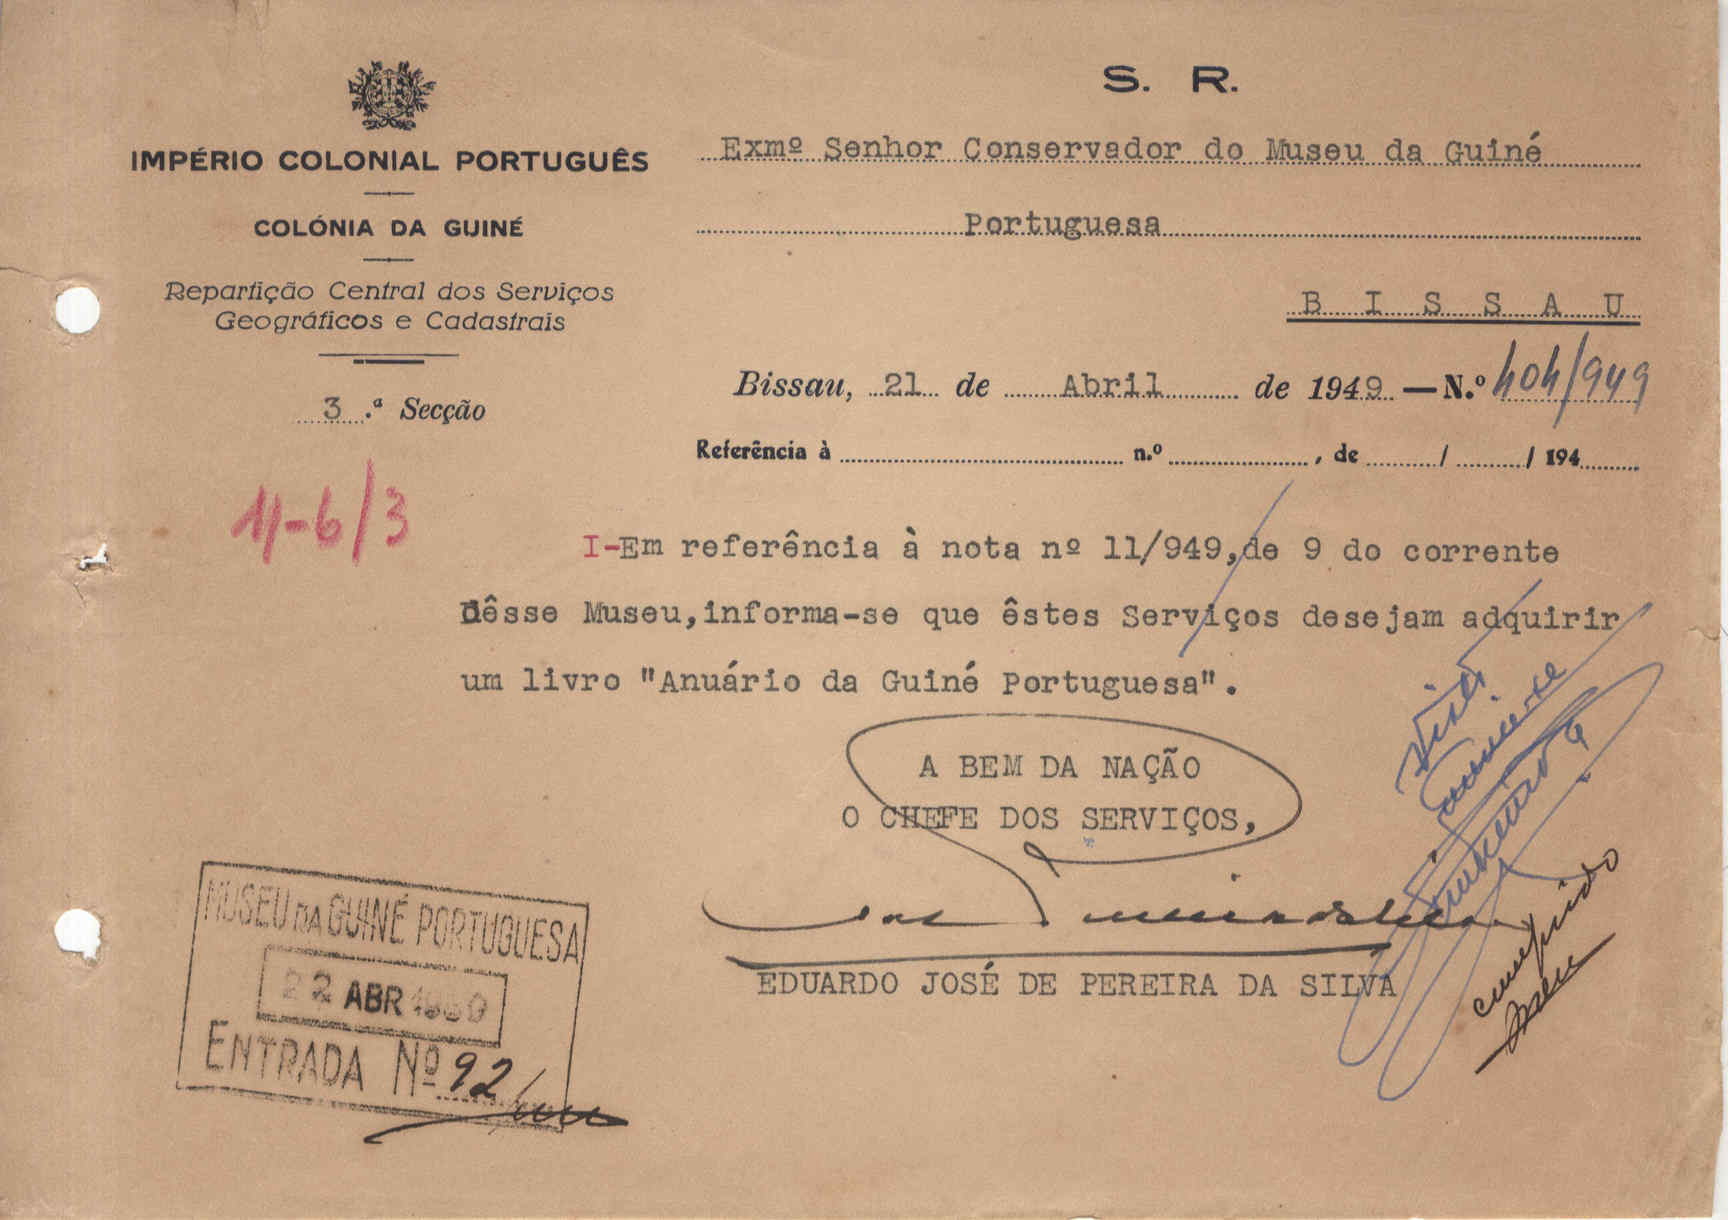 S. R.
IMPÉRIO COLONIAL PORTUGUÊS
COLÓNIA DA GUINÉ
Repartição Central dos Serviços
Geográficos e Cadastrais
3.ª Secção
11-6/3
Exmº Senhor Conservador do Museu da Guiné
Portuguesa
B I S S A U
Bissau, 21 de Abril de 1949 — N.º 404/949
Referência à n.º , de / / 194
I-Em referência à nota nº 11/949, de 9 do corrente
Dêsse Museu, informa-se que êstes Serviços desejam adquirir
um livro "Anuário da Guiné Portuguesa".
A BEM DA NAÇÃO
O CHEFE DOS SERVIÇOS,
EDUARDO JOSÉ DE PEREIRA DA SILVA
Visto
cumprido
MUSEU DA GUINÉ PORTUGUESA
22 ABR
ENTRADA Nº 92